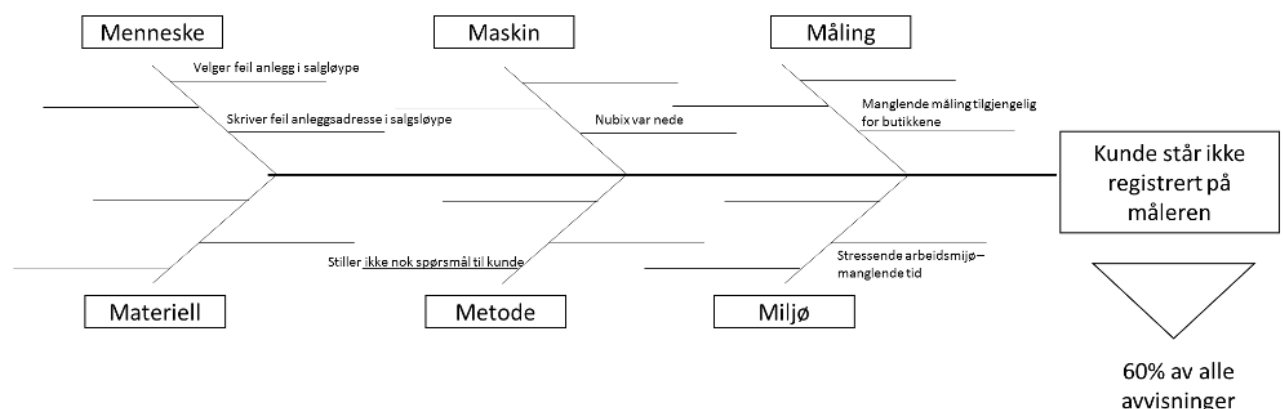 Menneske
Maskin
Måling
Velger feil anlegg i salgløype
Skriver feil anleggsadresse i salgsløype
Nubix var nede
Manglende måling tilgjengelig
for butikkene
Kunde står ikke
registrert på
måleren
Stiller ikke nok spørsmål til kunde
Stressende arbeidsmijø–
manglende tid
Materiell
Metode
Miljø
60% av alle
avvisninger